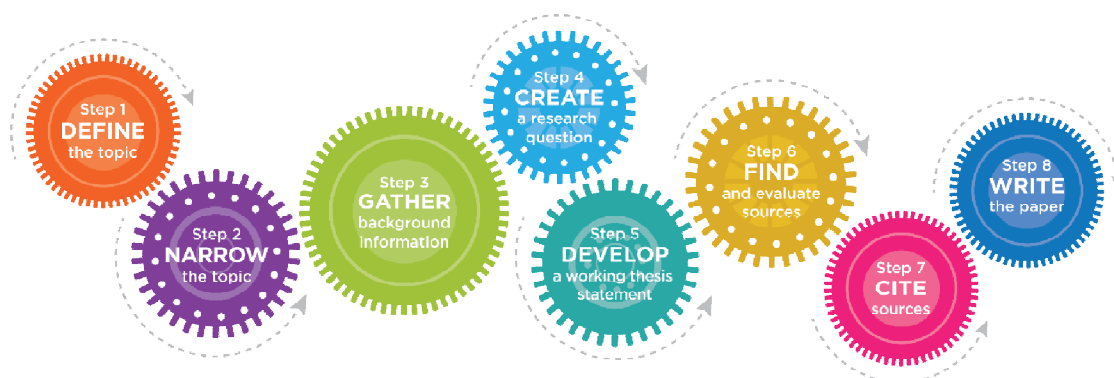 Step 1
DEFINE
the topic
Step 2
NARROW
the topic
Step 3
GATHER
background
information
Step 4
CREATE
a research
question
Step 5
DEVELOP
a working thesis
statement
Step 6
FIND
and evaluate
sources
Step 7
CITE
sources
Step 8
WRITE
the paper